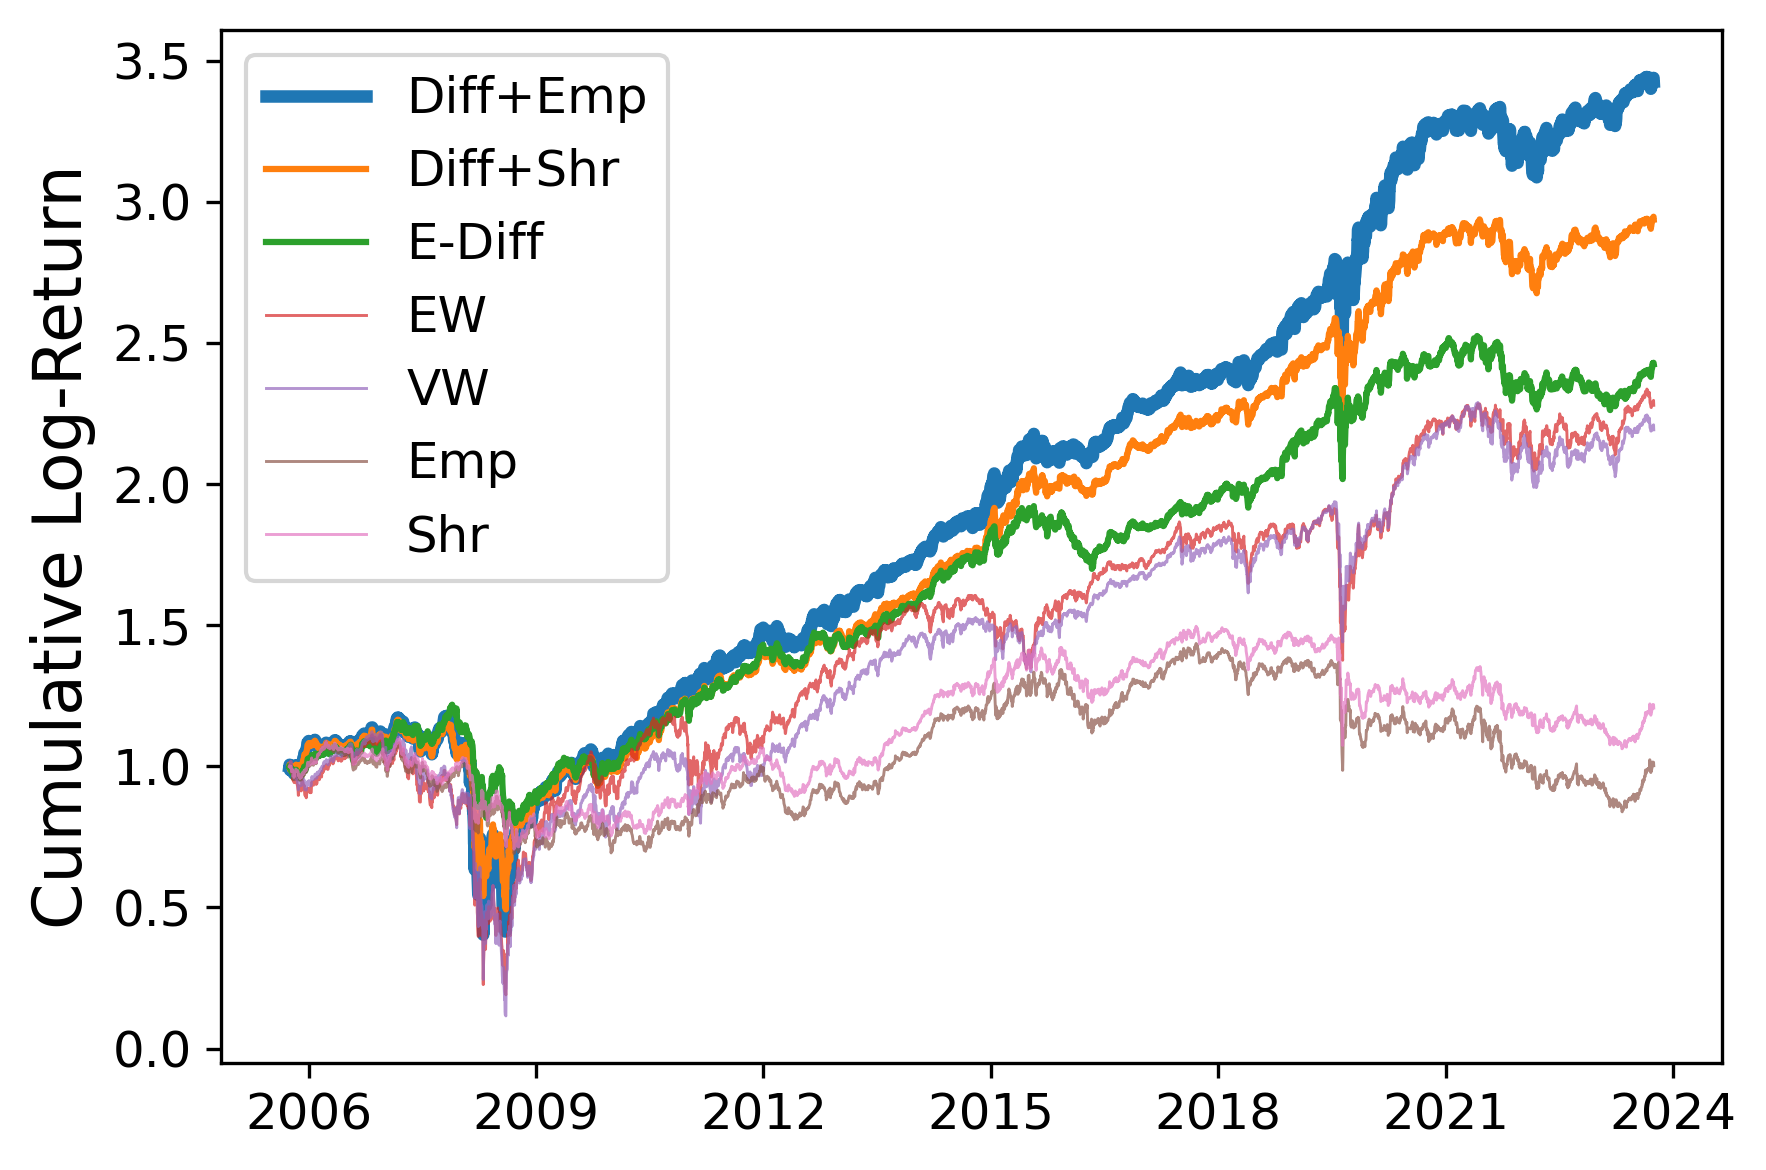 Cumulative Log-Return
3.5
3.0
2.5
2.0
1.5
1.0
0.5
0.0
Diff+Emp
Diff+Shr
E-Diff
EW
VW
Emp
Shr
2006 2009 2012 2015 2018 2021 2024